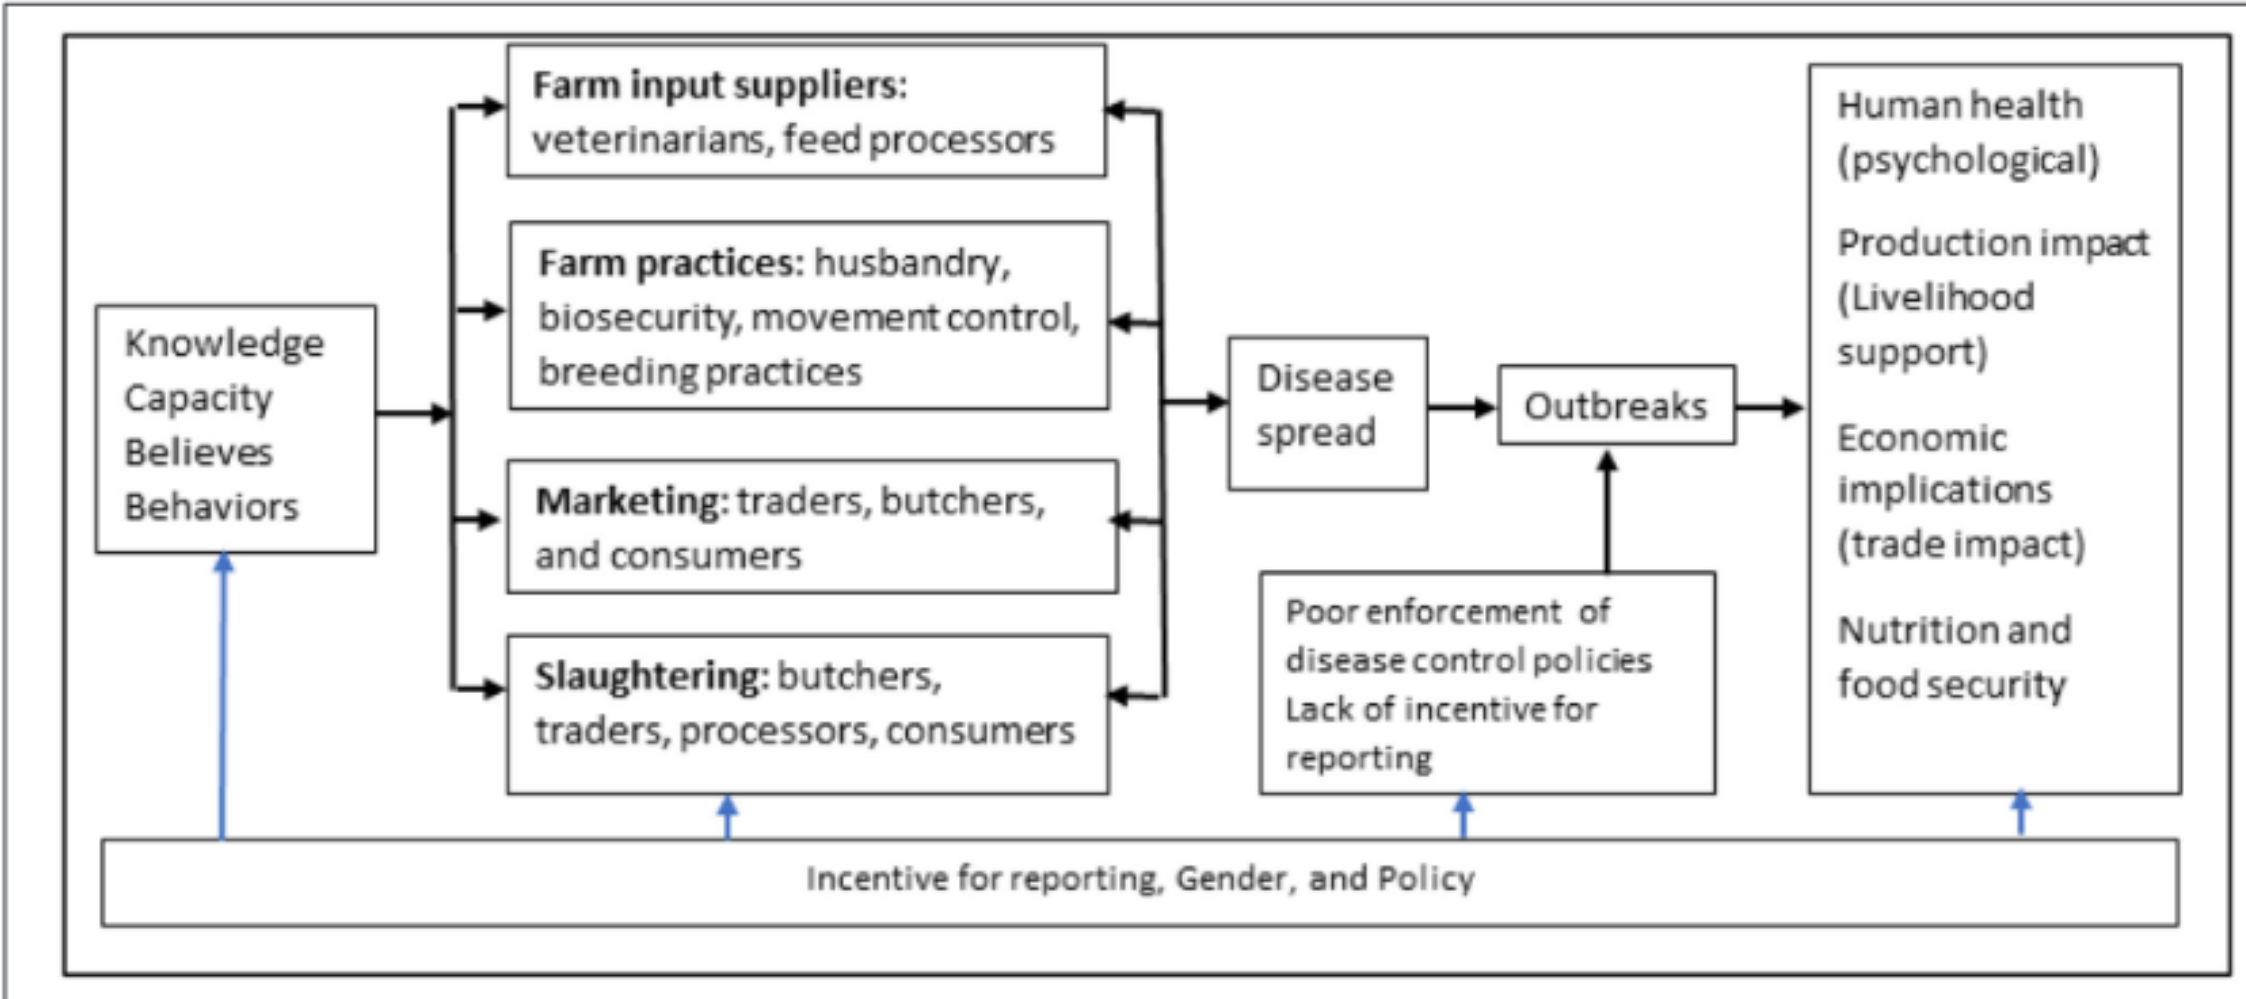 Knowledge
Capacity
Believes
Behaviors
Farm input suppliers:
veterinarians, feed processors
Farm practices: husbandry,
biosecurity, movement control,
breeding practices
Marketing: traders, butchers,
and consumers
Slaughtering: butchers,
traders, processors, consumers
Disease
spread
Outbreaks
Poor enforcement of
disease control policies
Lack of incentive for
reporting
Human health
(psychological)
Production impact
(Livelihood
support)
Economic
implications
(trade impact)
Nutrition and
food security
Incentive for reporting, Gender, and Policy